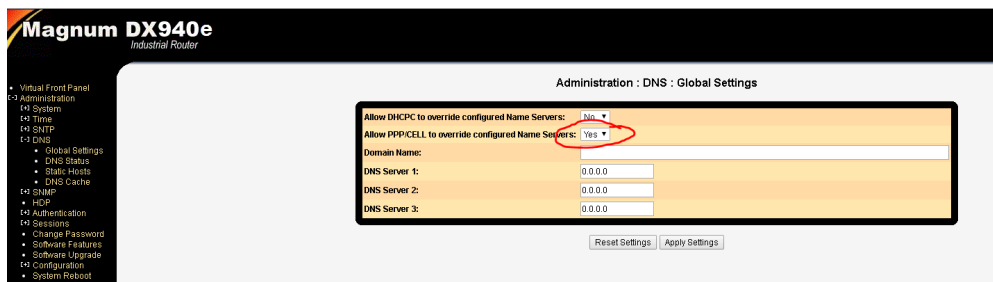 Magnum DX940e
Industrial Router
Virtual Front Panel
Administration
[+] System
[+] Time
[+] SNTP
[-] DNS
Global Settings
DNS Status
Static Hosts
DNS Cache
[+] SNMP
HDP
[+] Authentication
[+] Sessions
Change Password
Software Features
Software Upgrade
[+] Configuration
System Reboot
Administration : DNS : Global Settings
Allow DHCPC to override configured Name Servers: No
Allow PPP/CELL to override configured Name Servers: Yes
Domain Name:
DNS Server 1: 0.0.0.0
DNS Server 2: 0.0.0.0
DNS Server 3: 0.0.0.0
Reset Settings Apply Settings